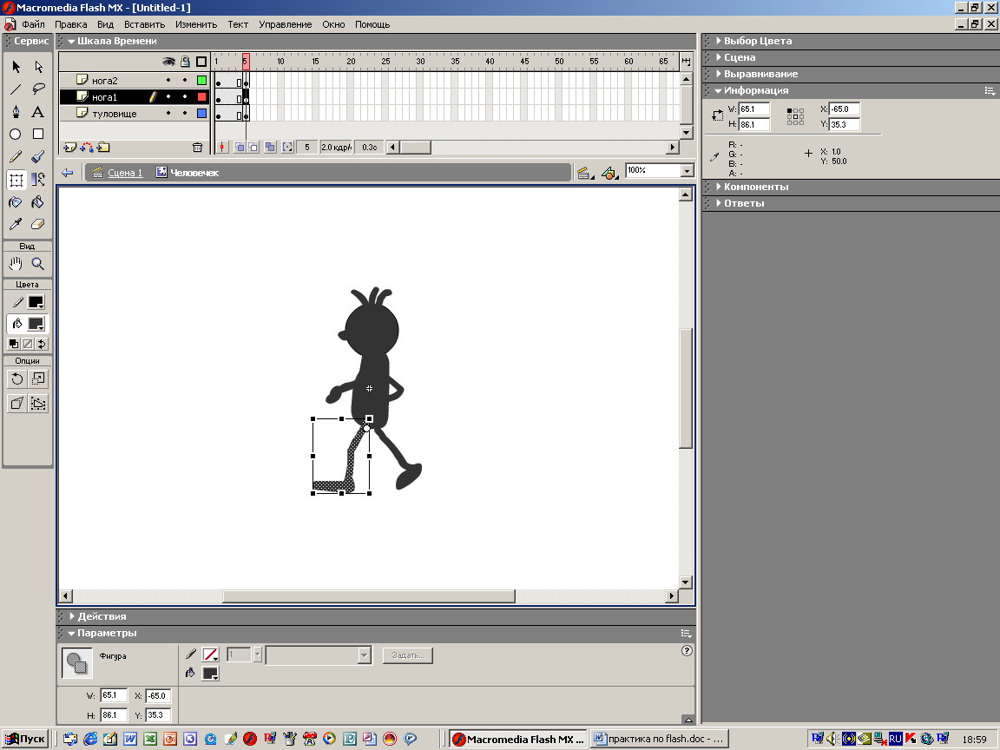 Macromedia Flash MX - [Untitled-1]
Файл Правка Вид Вставить Изменить Тект Управление Окно Помощь
Сервис
Шкала Времени
1 5 10 15 20 25 30 35 40 45 50 55 60 65
нога2
нога1
туловище
5 2.0 кдр/ 0.3с
Сцена 1 Человечек 100%
Вид
Цвета
Опции
Выбор Цвета
Сцена
Выравнивание
Информация
W: 65.1 X: -65.0
H: 86.1 Y: 35.3
R: -
G: -
B: -
A: -
X: 1.0
Y: 50.0
Компоненты
Ответы
Действия
Параметры
Фигура
1
Задать...
?
W: 65.1 X: -65.0
H: 86.1 Y: 35.3
Пуск
Macromedia Flash MX ...
практика по flash.doc - ...
RU
18:59